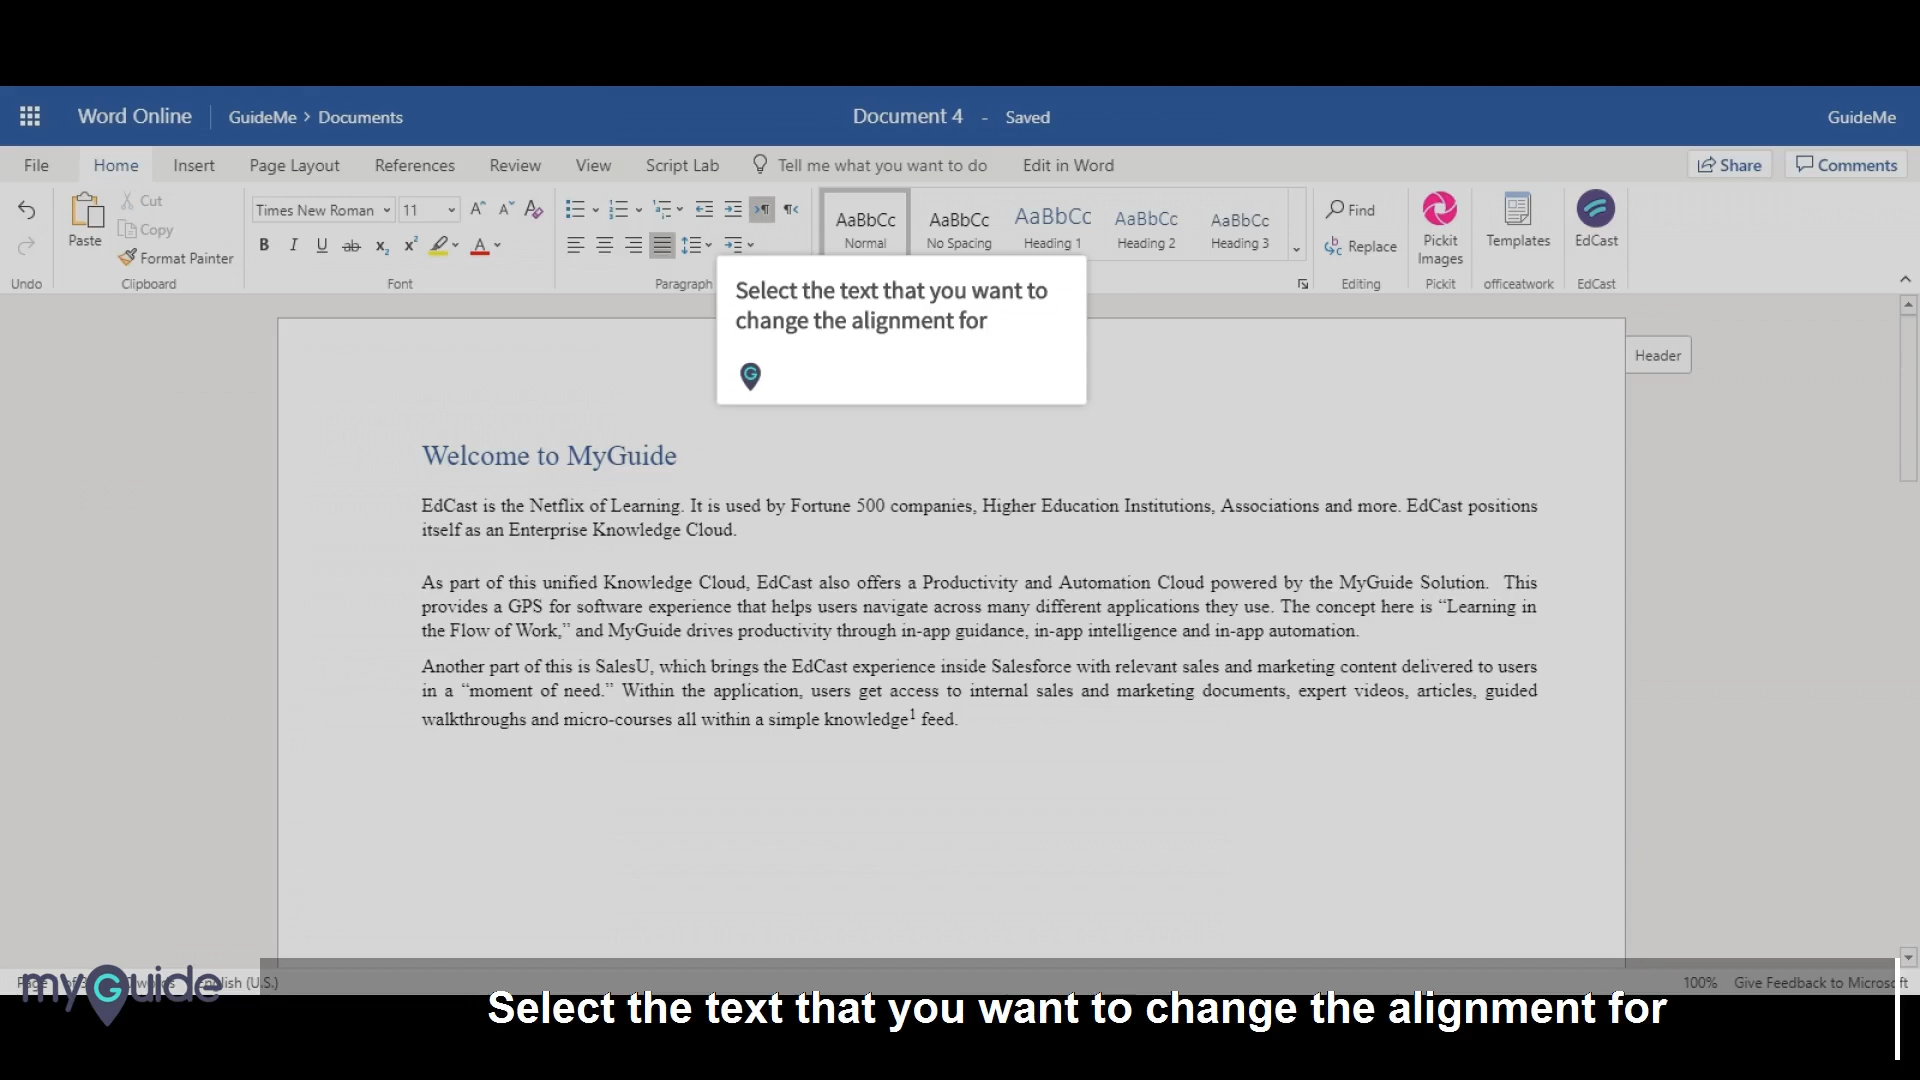 Word Online GuideMe > Documents Document 4 - Saved GuideMe
File Home Insert Page Layout References Review View Script Lab Tell me what you want to do Edit in Word Share Comments
Cut
Copy
Format Painter
Paste
Undo
Clipboard
Times New Roman 11
B I U ab x₂ x²
Font
Paragraph
AaBbCc AaBbCc AaBbCc AaBbCc AaBbCc
Normal No Spacing Heading 1 Heading 2 Heading 3
Find
Replace
Editing
Pickit Images
Pickit
Templates
officeatwork
EdCast
EdCast
Select the text that you want to
change the alignment for
Header
Welcome to MyGuide
EdCast is the Netflix of Learning. It is used by Fortune 500 companies, Higher Education Institutions, Associations and more. EdCast positions
itself as an Enterprise Knowledge Cloud.
As part of this unified Knowledge Cloud, EdCast also offers a Productivity and Automation Cloud powered by the MyGuide Solution. This
provides a GPS for software experience that helps users navigate across many different applications they use. The concept here is “Learning in
the Flow of Work,” and MyGuide drives productivity through in-app guidance, in-app intelligence and in-app automation.
Another part of this is SalesU, which brings the EdCast experience inside Salesforce with relevant sales and marketing content delivered to users
in a “moment of need.” Within the application, users get access to internal sales and marketing documents, expert videos, articles, guided
walkthroughs and micro-courses all within a simple knowledge¹ feed.
myGuide
(U.S.)
100% Give Feedback to Microsoft
Select the text that you want to change the alignment for